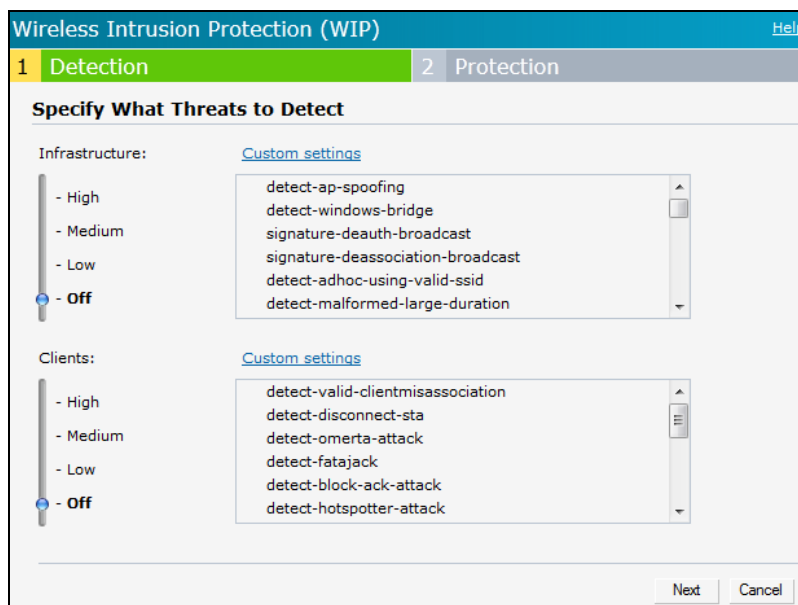 Wireless Intrusion Protection (WIP)
Help
1 Detection
2 Protection
Specify What Threats to Detect
Infrastructure:
Custom settings
- High
- Medium
- Low
- Off
detect-ap-spoofing
detect-windows-bridge
signature-deauth-broadcast
signature-deassociation-broadcast
detect-adhoc-using-valid-ssid
detect-malformed-large-duration
Clients:
Custom settings
- High
- Medium
- Low
- Off
detect-valid-clientmisassociation
detect-disconnect-sta
detect-omerta-attack
detect-fatajack
detect-block-ack-attack
detect-hotspotter-attack
Next
Cancel